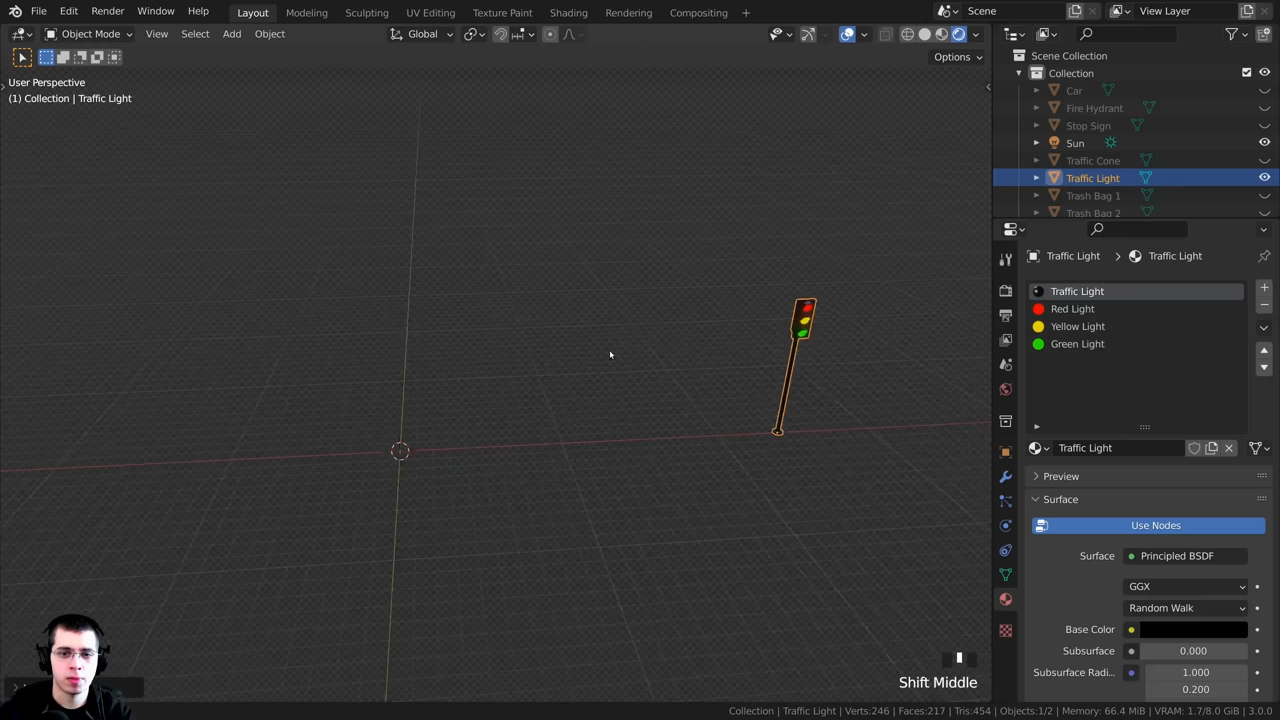 File Edit Render Window Help Layout Modeling Sculpting UV Editing Texture Paint Shading Animation Rendering Compositing Scene View Layer
Object Mode View Select Add Object Global
Options
User Perspective
(1) Collection | Traffic Light
Scene Collection
Collection
Car
Fire Hydrant
Stop Sign
Sun
Traffic Cone
Traffic Light
Trash Bag 1
Trash Bag 2
Traffic Light Traffic Light
Traffic Light
Red Light
Yellow Light
Green Light
Traffic Light
Preview
Surface
Use Nodes
Surface Principled BSDF
GGX
Random Walk
Base Color
Subsurface 0.000
Subsurface Radi... 1.000
0.200
Shift Middle
Collection | Traffic Light | Verts:246 | Faces:217 | Tris:454 | Objects:1/2 | Memory: 66.4 MiB | VRAM: 1.7/8.0 GiB | 3.0.0